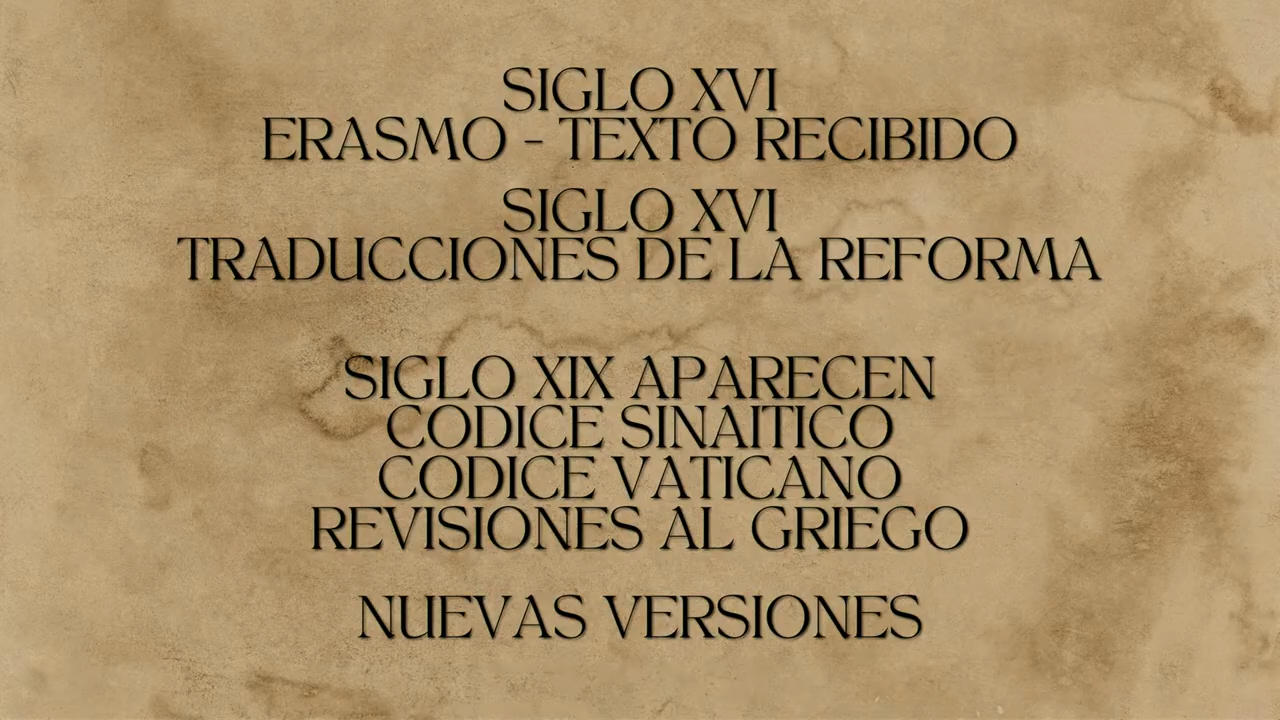 SIGLO XVI
ERASMO - TEXTO RECIBIDO
SIGLO XVI
TRADUCCIONES DE LA REFORMA
SIGLO XIX APARECEN
CODICE SINAITICO
CODICE VATICANO
REVISIONES AL GRIEGO
NUEVAS VERSIONES